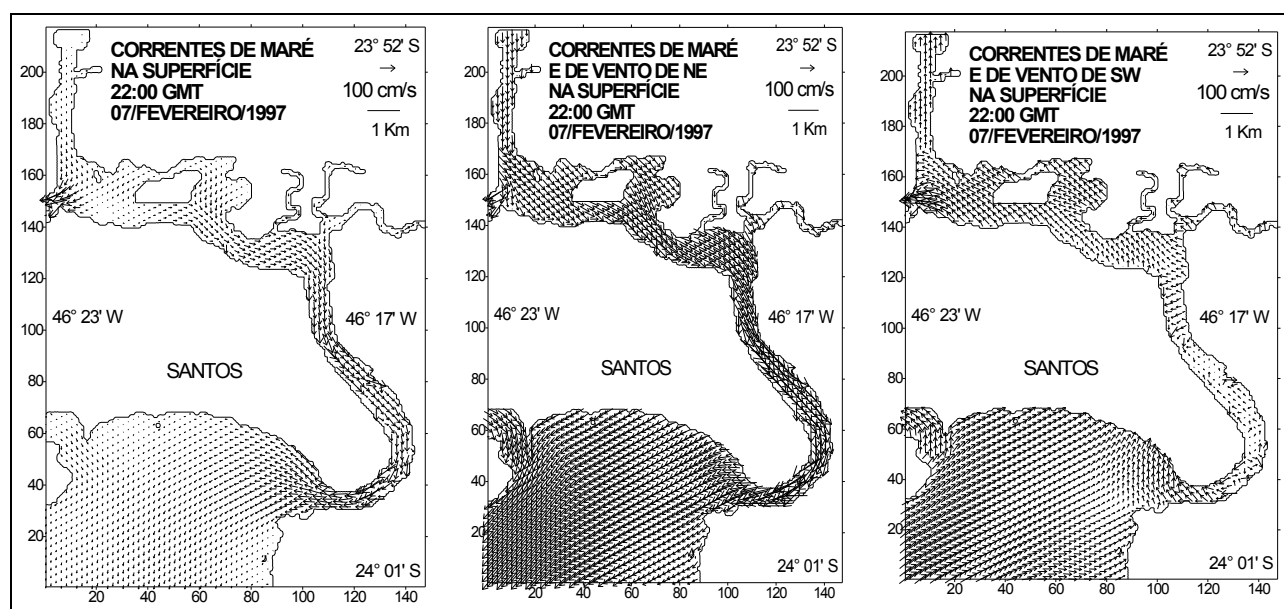 CORRENTES DE MARÉ
NA SUPERFÍCIE
22:00 GMT
07/FEVEREIRO/1997
23° 52' S
100 cm/s
1 Km
46° 23' W
46° 17' W
SANTOS
24° 01' S
200
180
160
140
120
100
80
60
40
20
20 40 60 80 100 120 140
CORRENTES DE MARÉ
E DE VENTO DE NE
NA SUPERFÍCIE
22:00 GMT
07/FEVEREIRO/1997
23° 52' S
100 cm/s
1 Km
46° 23' W
46° 17' W
SANTOS
24° 01' S
200
180
160
140
120
100
80
60
40
20
20 40 60 80 100 120 140
CORRENTES DE MARÉ
E DE VENTO DE SW
NA SUPERFÍCIE
22:00 GMT
07/FEVEREIRO/1997
23° 52' S
100 cm/s
1 Km
46° 23' W
46° 17' W
SANTOS
24° 01' S
200
180
160
140
120
100
80
60
40
20
20 40 60 80 100 120 140